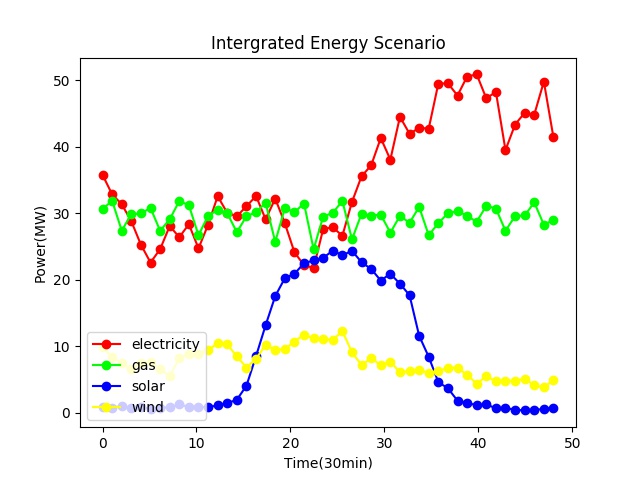 Intergrated Energy Scenario
Power(MW)
50
40
30
20
10
0
electricity
gas
solar
wind
0 10 20 30 40 50
Time(30min)